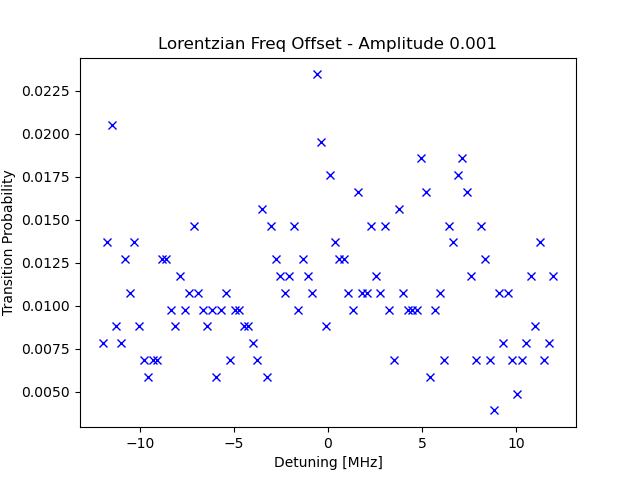 Lorentzian Freq Offset - Amplitude 0.001
Transition Probability
0.0225
0.0200
0.0175
0.0150
0.0125
0.0100
0.0075
0.0050
−10 −5 0 5 10
Detuning [MHz]